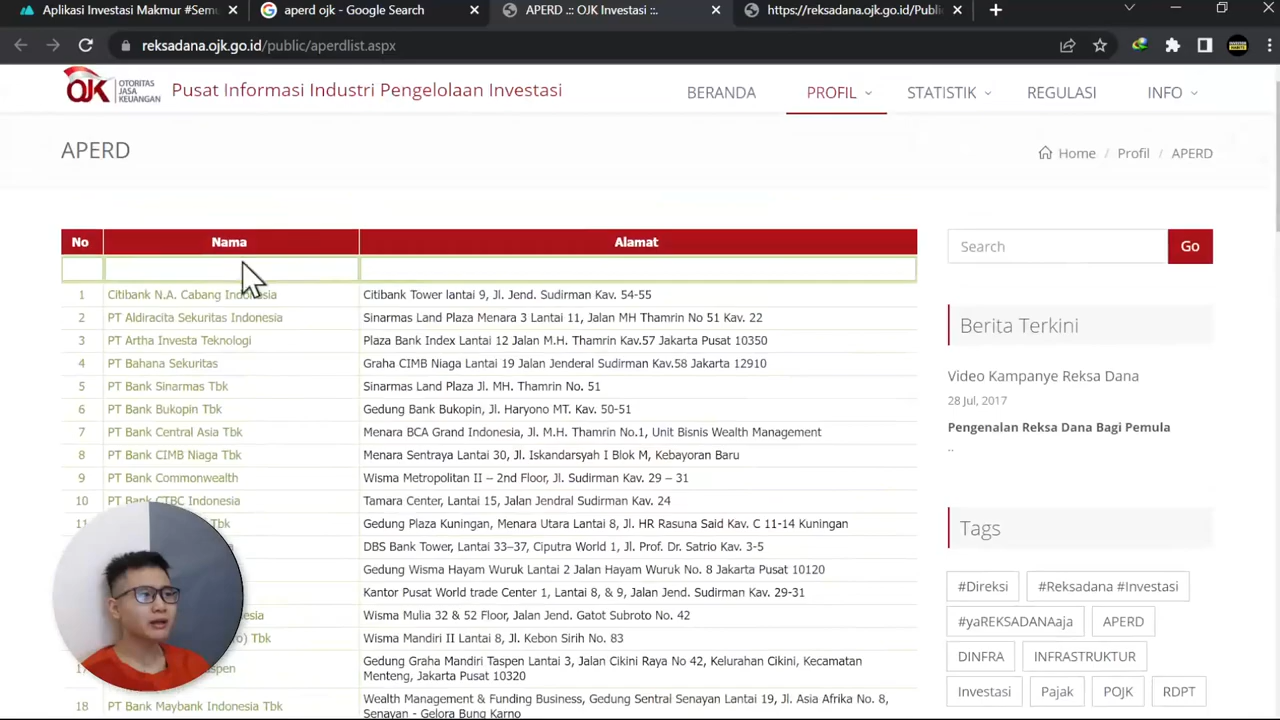 Aplikasi Investasi Makmur #Semu
aperd ojk - Google Search
APERD .:: OJK Investasi ::.
https://reksadana.ojk.go.id/Publi
reksadana.ojk.go.id/public/aperdlist.aspx
OJK OTORITAS JASA KEUANGAN
Pusat Informasi Industri Pengelolaan Investasi
BERANDA PROFIL STATISTIK REGULASI INFO
APERD
Home / Profil / APERD
No Nama Alamat
1 Citibank N.A. Cabang Indonesia Citibank Tower lantai 9, Jl. Jend. Sudirman Kav. 54-55
2 PT Aldiracita Sekuritas Indonesia Sinarmas Land Plaza Menara 3 Lantai 11, Jalan MH Thamrin No 51 Kav. 22
3 PT Artha Investa Teknologi Plaza Bank Index Lantai 12 Jalan M.H. Thamrin Kav.57 Jakarta Pusat 10350
4 PT Bahana Sekuritas Graha CIMB Niaga Lantai 19 Jalan Jenderal Sudirman Kav.58 Jakarta 12910
5 PT Bank Sinarmas Tbk Sinarmas Land Plaza Jl. MH. Thamrin No. 51
6 PT Bank Bukopin Tbk Gedung Bank Bukopin, Jl. Haryono MT. Kav. 50-51
7 PT Bank Central Asia Tbk Menara BCA Grand Indonesia, Jl. M.H. Thamrin No.1, Unit Bisnis Wealth Management
8 PT Bank CIMB Niaga Tbk Menara Sentraya Lantai 30, Jl. Iskandarsyah I Blok M, Kebayoran Baru
9 PT Bank Commonwealth Wisma Metropolitan II – 2nd Floor, Jl. Sudirman Kav. 29 – 31
10 PT Bank CTBC Indonesia Tamara Center, Lantai 15, Jalan Jendral Sudirman Kav. 24
11 Tbk Gedung Plaza Kuningan, Menara Utara Lantai 8, Jl. HR Rasuna Said Kav. C 11-14 Kuningan
DBS Bank Tower, Lantai 33–37, Ciputra World 1, Jl. Prof. Dr. Satrio Kav. 3-5
Gedung Wisma Hayam Wuruk Lantai 2 Jalan Hayam Wuruk No. 8 Jakarta Pusat 10120
Kantor Pusat World trade Center 1, Lantai 8, & 9, Jalan Jend. Sudirman Kav. 29-31
esia Wisma Mulia 32 & 52 Floor, Jalan Jend. Gatot Subroto No. 42
o) Tbk Wisma Mandiri II Lantai 8, Jl. Kebon Sirih No. 83
aspen Gedung Graha Mandiri Taspen Lantai 3, Jalan Cikini Raya No 42, Kelurahan Cikini, Kecamatan
Menteng, Jakarta Pusat 10320
18 PT Bank Maybank Indonesia Tbk Wealth Management & Funding Business, Gedung Sentral Senayan Lantai 19, Jl. Asia Afrika No. 8,
Senayan - Gelora Bung Karno
Search Go
Berita Terkini
Video Kampanye Reksa Dana
28 Jul, 2017
Pengenalan Reksa Dana Bagi Pemula
..
Tags
#Direksi #Reksadana #Investasi
#yaREKSADANAaja APERD
DINFRA INFRASTRUKTUR
Investasi Pajak POJK RDPT